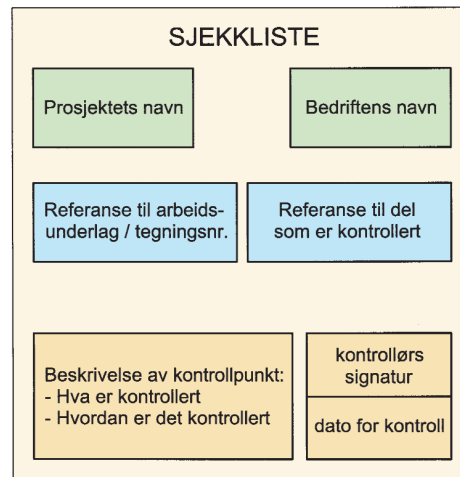 SJEKKLISTE
Prosjektets navn
Bedriftens navn
Referanse til arbeids-
underlag / tegningsnr.
Referanse til del
som er kontrollert
Beskrivelse av kontrollpunkt:
- Hva er kontrollert
- Hvordan er det kontrollert
kontrollørs
signatur
dato for kontroll